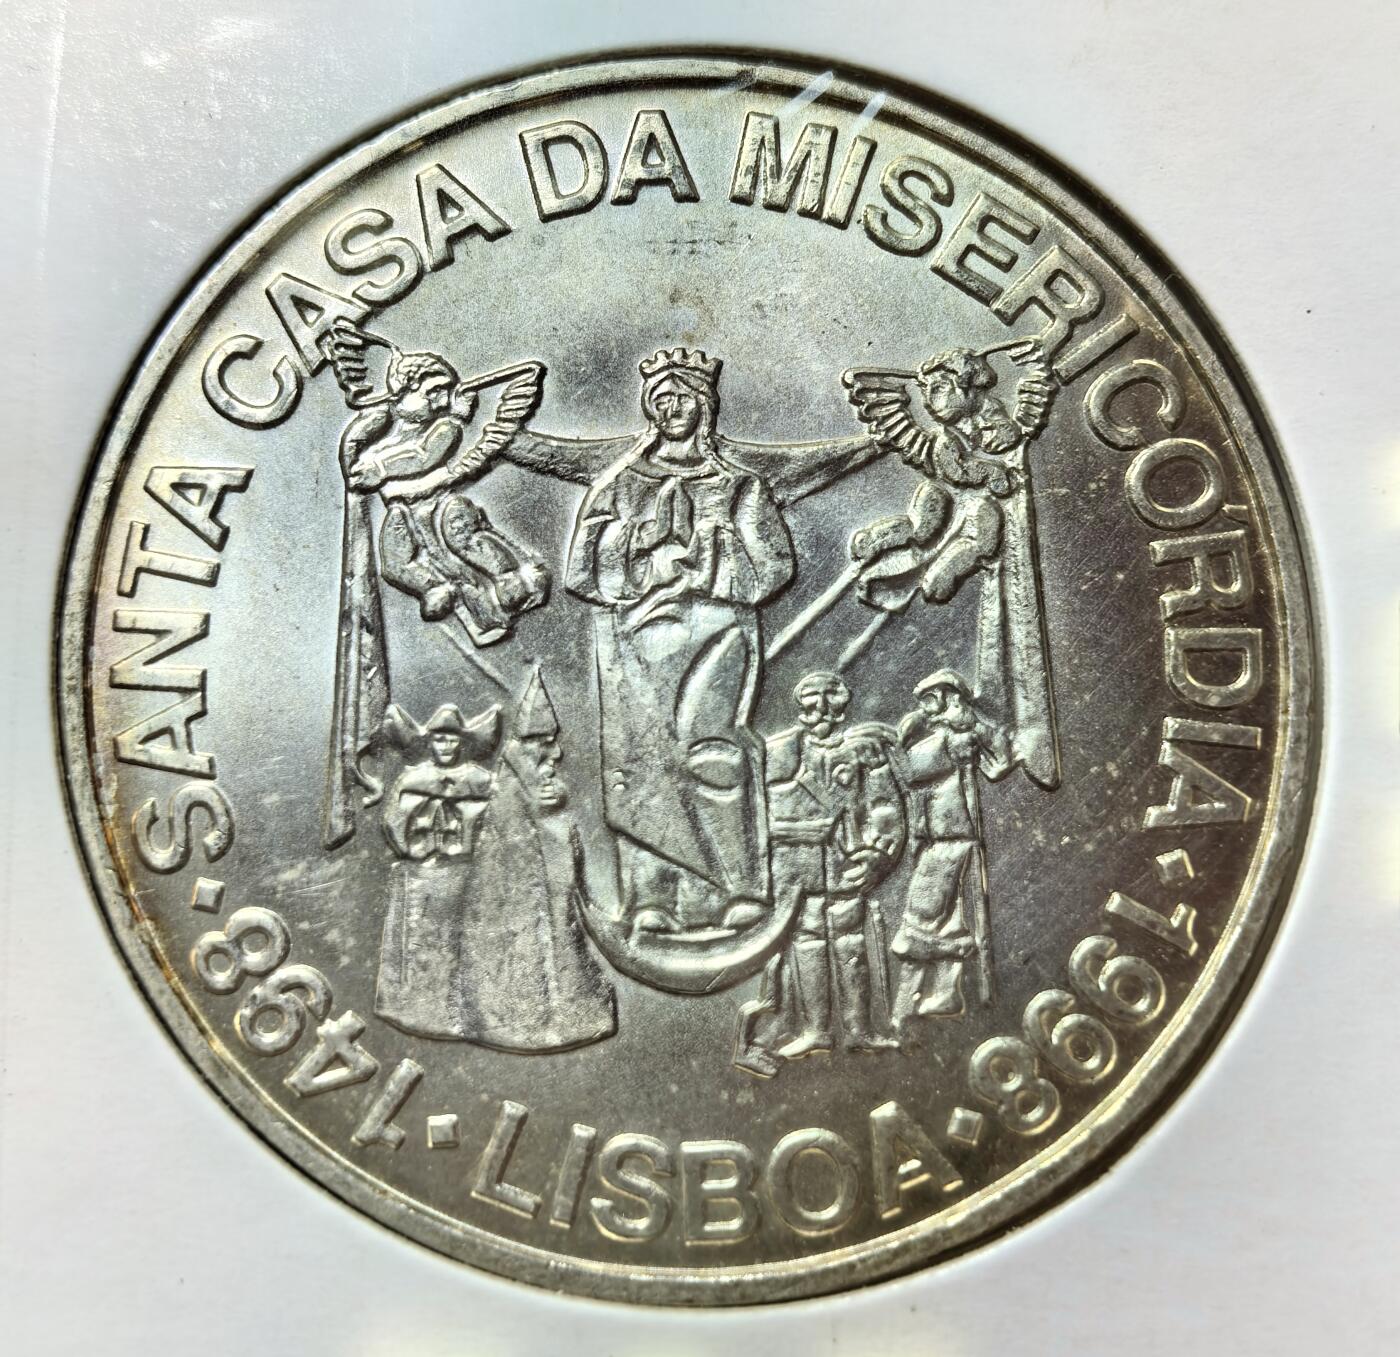 SANTA CASA DA MISERICÓRDIA · 1998 · LISBOA · 1498 ·